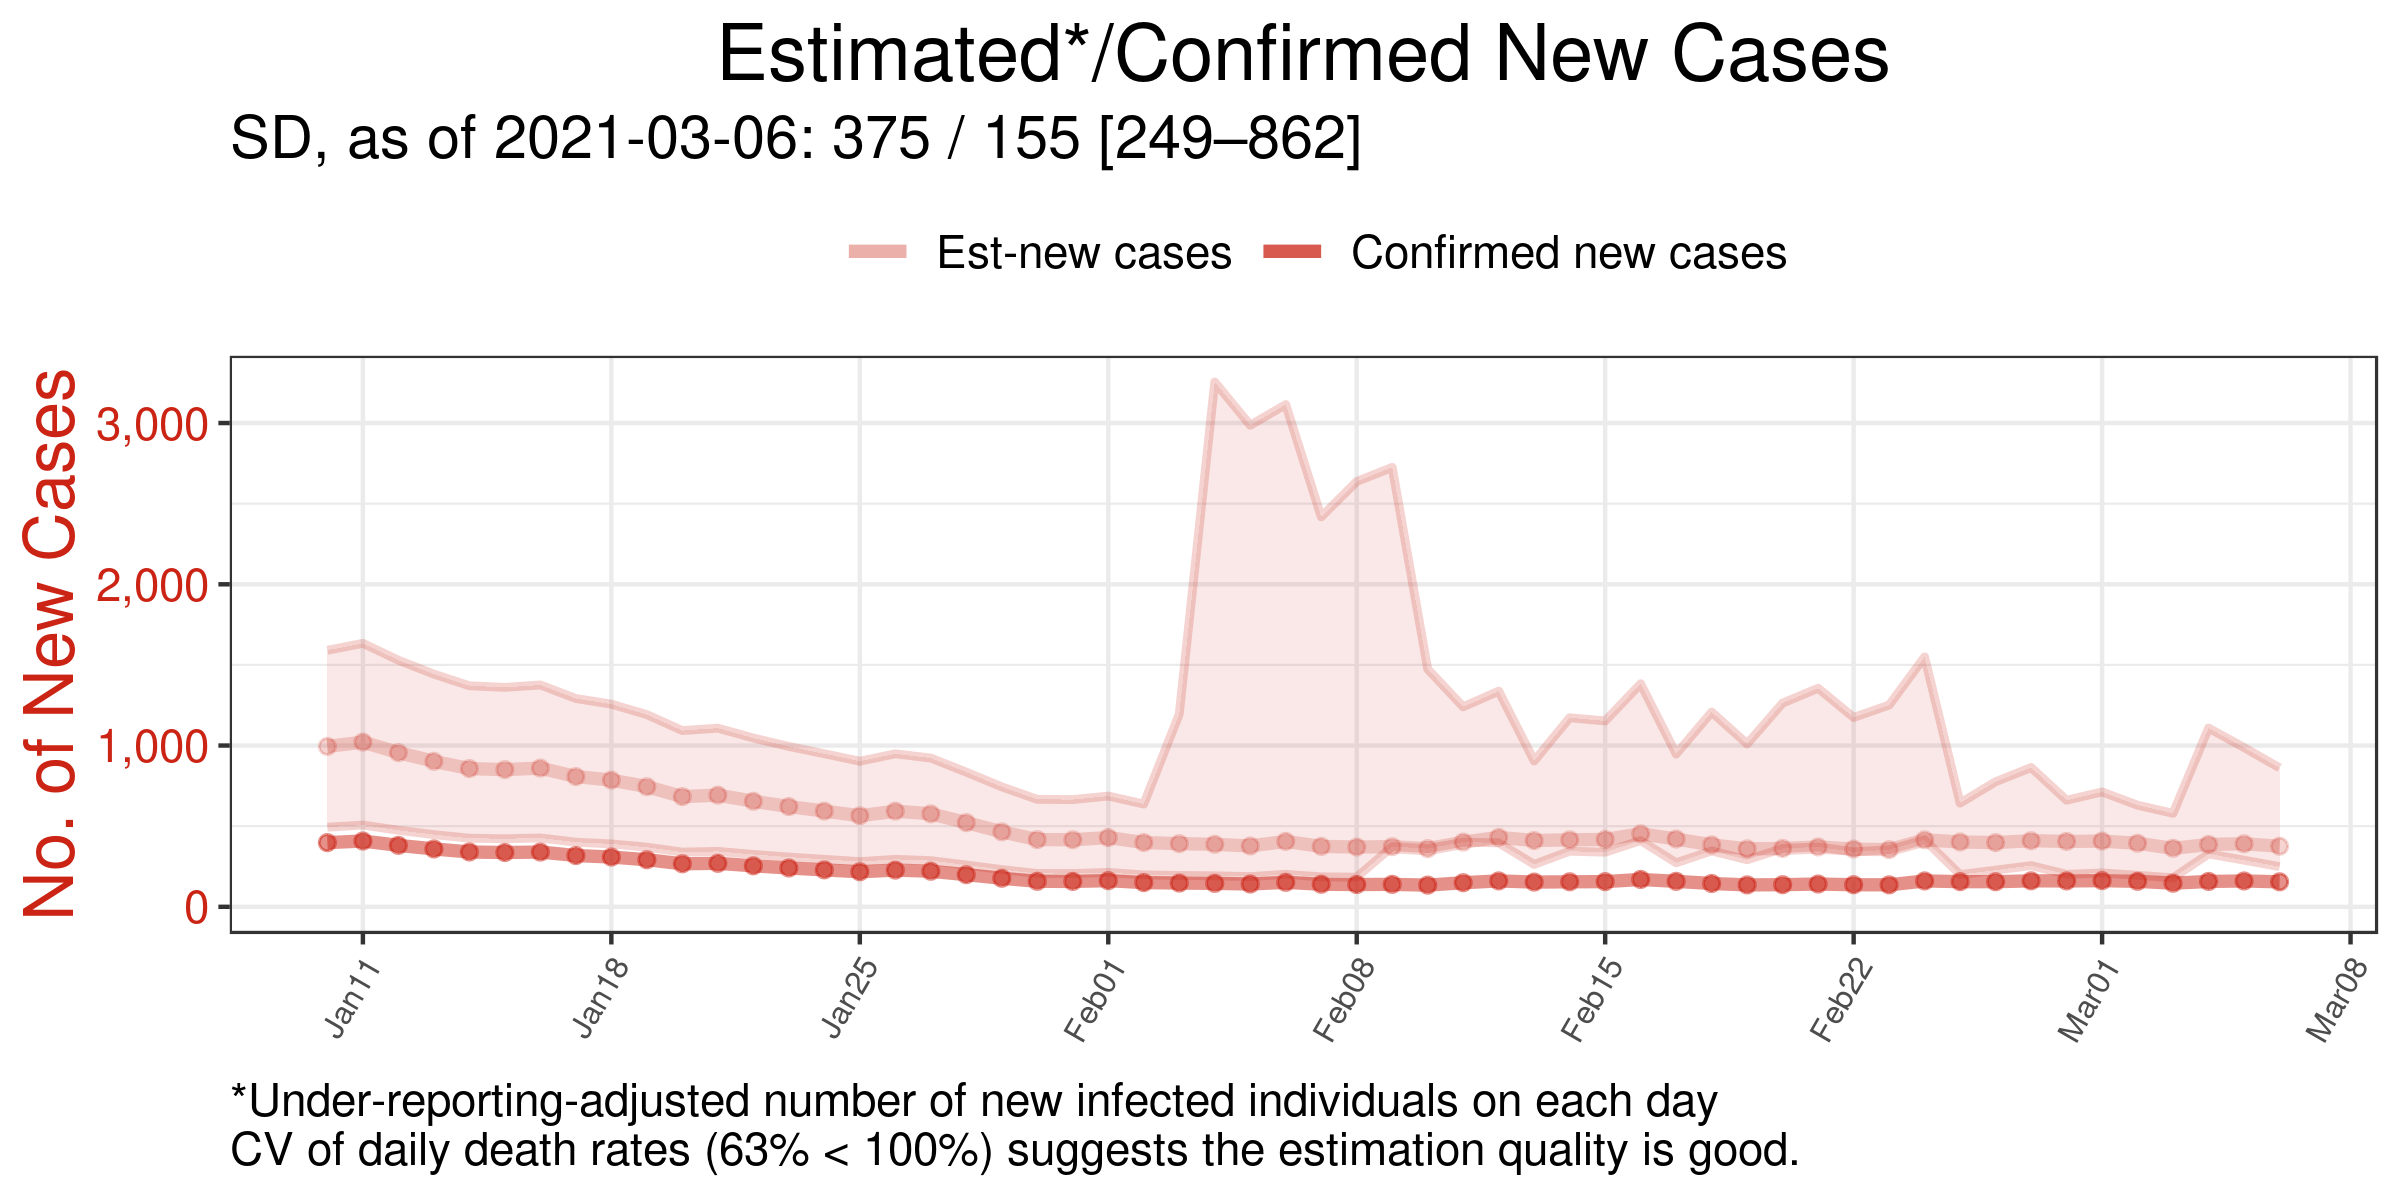 Estimated*/Confirmed New Cases
SD, as of 2021-03-06: 375 / 155 [249–862]
Est-new cases
Confirmed new cases
No. of New Cases
3,000
2,000
1,000
0
Jan11
Jan18
Jan25
Feb01
Feb08
Feb15
Feb22
Mar01
Mar08
*Under-reporting-adjusted number of new infected individuals on each day
CV of daily death rates (63% < 100%) suggests the estimation quality is good.